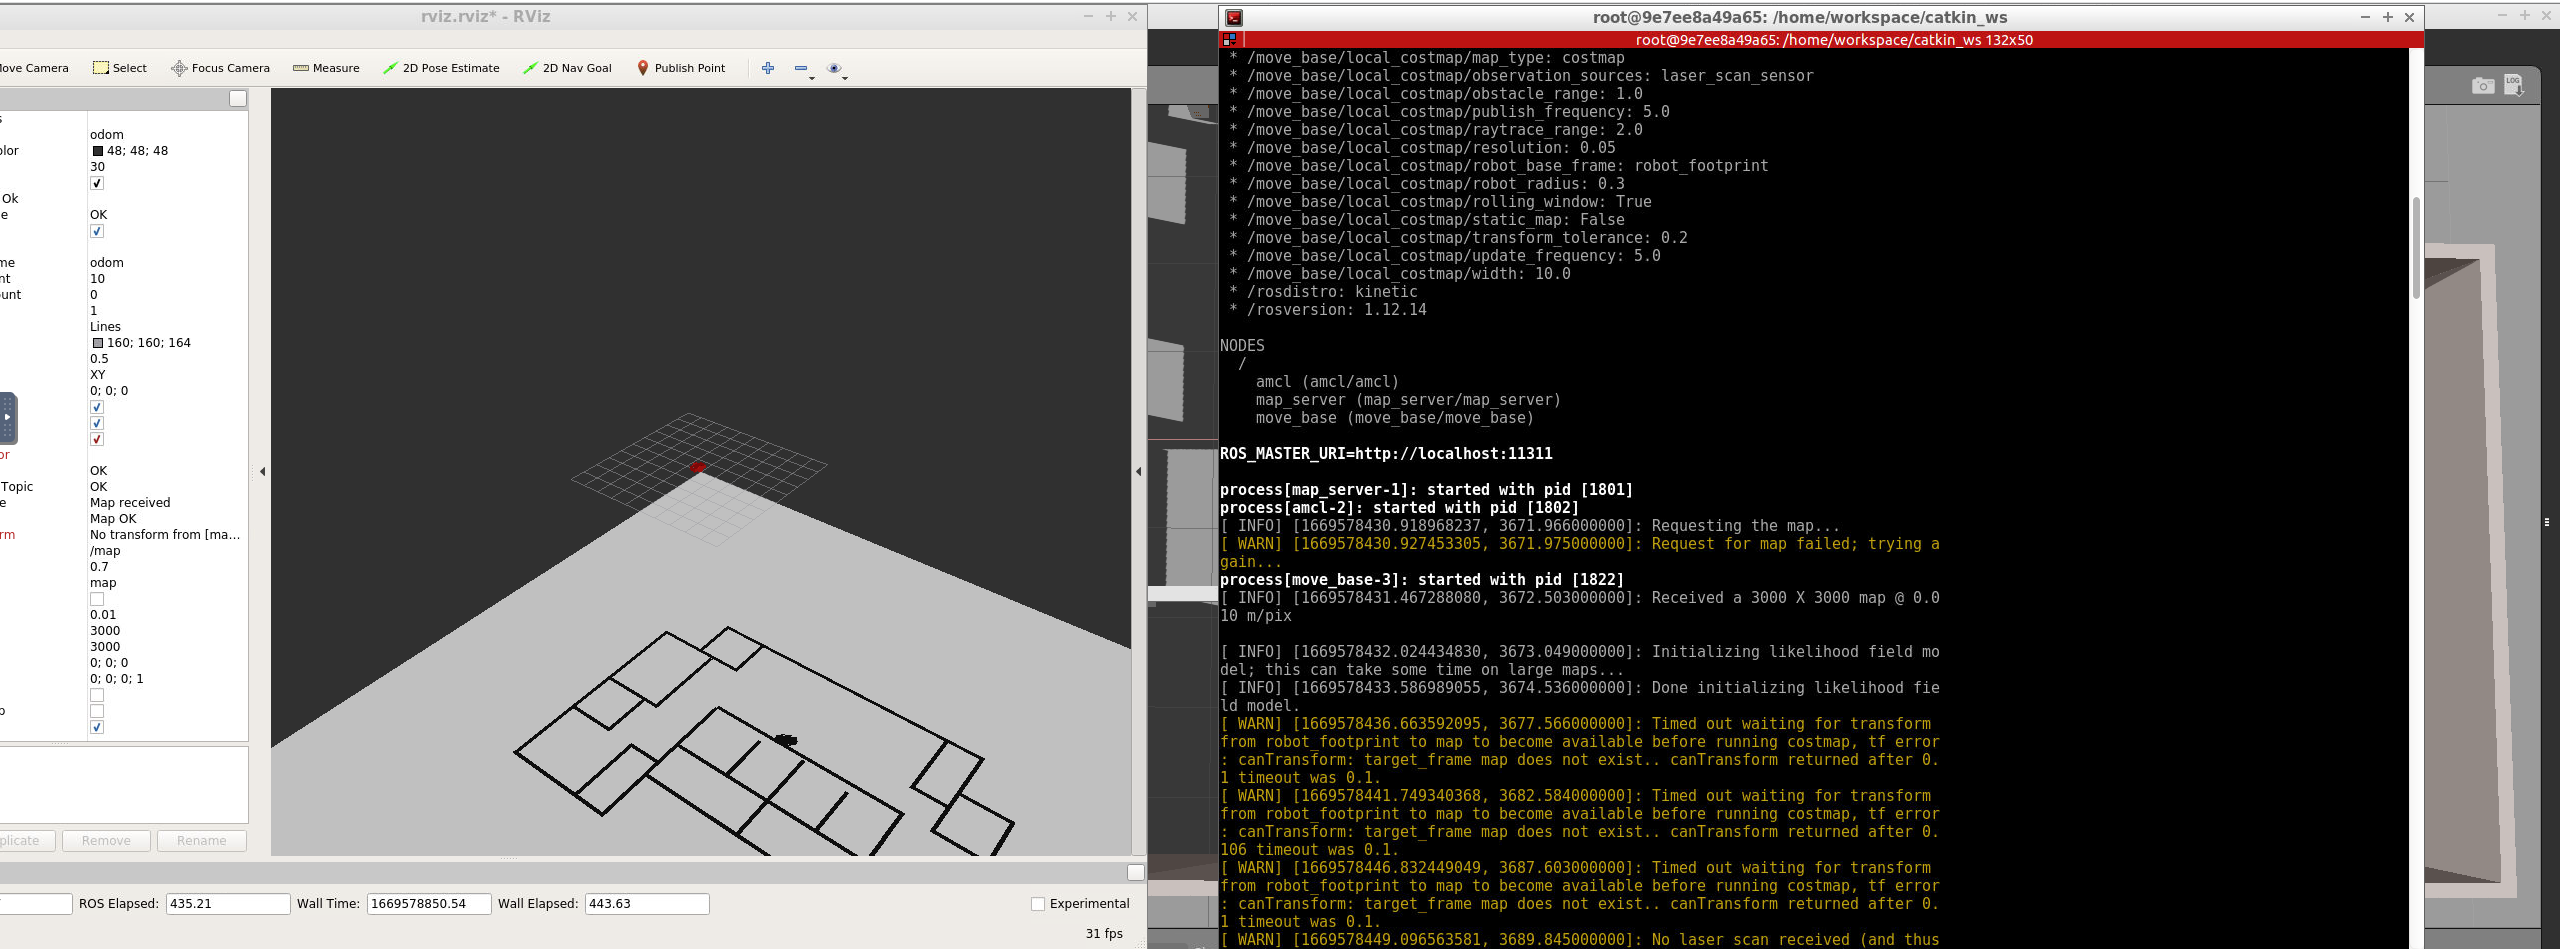 rviz.rviz* - RViz
Move Camera Select Focus Camera Measure 2D Pose Estimate 2D Nav Goal Publish Point
s
odom
olor 48; 48; 48
30
Ok
e OK
me odom
nt 10
ount 0
1
Lines
160; 160; 164
0.5
XY
0; 0; 0
or
OK
Topic OK
e Map received
Map OK
rm No transform from [ma...
/map
0.7
map
0.01
3000
3000
0; 0; 0
0; 0; 0; 1
p
plicate Remove Rename
ROS Elapsed: 435.21 Wall Time: 1669578850.54 Wall Elapsed: 443.63 Experimental
31 fps
root@9e7ee8a49a65: /home/workspace/catkin_ws
root@9e7ee8a49a65: /home/workspace/catkin_ws 132x50
* /move_base/local_costmap/map_type: costmap
* /move_base/local_costmap/observation_sources: laser_scan_sensor
* /move_base/local_costmap/obstacle_range: 1.0
* /move_base/local_costmap/publish_frequency: 5.0
* /move_base/local_costmap/raytrace_range: 2.0
* /move_base/local_costmap/resolution: 0.05
* /move_base/local_costmap/robot_base_frame: robot_footprint
* /move_base/local_costmap/robot_radius: 0.3
* /move_base/local_costmap/rolling_window: True
* /move_base/local_costmap/static_map: False
* /move_base/local_costmap/transform_tolerance: 0.2
* /move_base/local_costmap/update_frequency: 5.0
* /move_base/local_costmap/width: 10.0
* /rosdistro: kinetic
* /rosversion: 1.12.14
NODES
/
amcl (amcl/amcl)
map_server (map_server/map_server)
move_base (move_base/move_base)
ROS_MASTER_URI=http://localhost:11311
process[map_server-1]: started with pid [1801]
process[amcl-2]: started with pid [1802]
[ INFO] [1669578430.918968237, 3671.966000000]: Requesting the map...
[ WARN] [1669578430.927453305, 3671.975000000]: Request for map failed; trying a
gain...
process[move_base-3]: started with pid [1822]
[ INFO] [1669578431.467288080, 3672.503000000]: Received a 3000 X 3000 map @ 0.0
10 m/pix
[ INFO] [1669578432.024434830, 3673.049000000]: Initializing likelihood field mo
del; this can take some time on large maps...
[ INFO] [1669578433.586989055, 3674.536000000]: Done initializing likelihood fie
ld model.
[ WARN] [1669578436.663592095, 3677.566000000]: Timed out waiting for transform
from robot_footprint to map to become available before running costmap, tf error
: canTransform: target_frame map does not exist.. canTransform returned after 0.
1 timeout was 0.1.
[ WARN] [1669578441.749340368, 3682.584000000]: Timed out waiting for transform
from robot_footprint to map to become available before running costmap, tf error
: canTransform: target_frame map does not exist.. canTransform returned after 0.
106 timeout was 0.1.
[ WARN] [1669578446.832449049, 3687.603000000]: Timed out waiting for transform
from robot_footprint to map to become available before running costmap, tf error
: canTransform: target_frame map does not exist.. canTransform returned after 0.
1 timeout was 0.1.
[ WARN] [1669578449.096563581, 3689.845000000]: No laser scan received (and thus
LOG